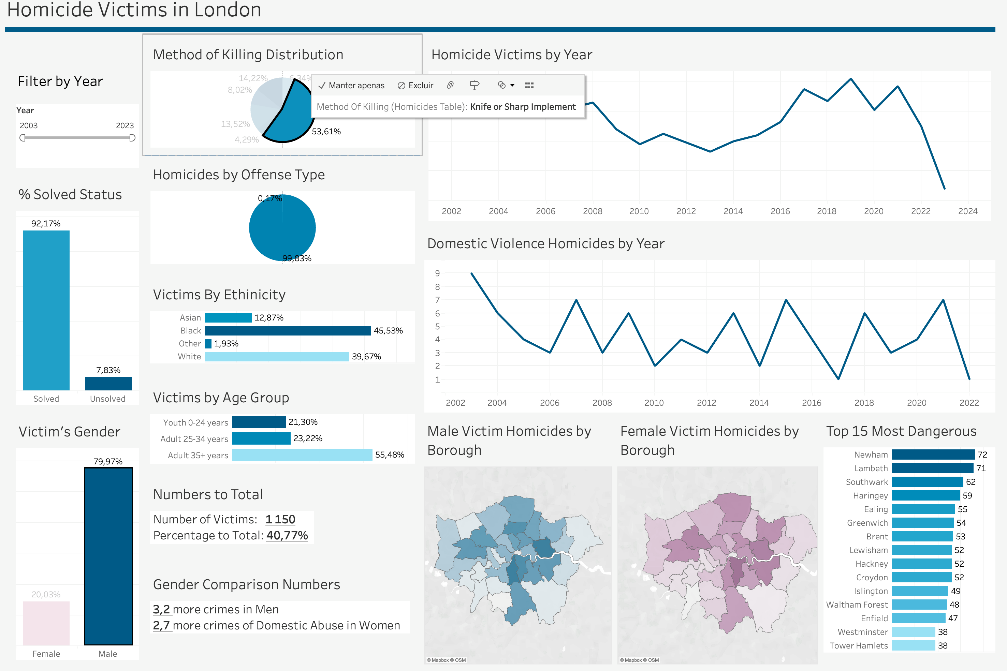 Homicide Victims in London
Filter by Year
Year
2003 2023
% Solved Status
92,17%
7,83%
Solved Unsolved
Victim's Gender
79,97%
20,03%
Female Male
Method of Killing Distribution
14,22%
8,02%
13,52%
4,29%
53,61%
Manter apenas Excluir
Method Of Killing (Homicides Table): Knife or Sharp Implement
Homicides by Offense Type
0,17%
99,83%
Victims By Ethinicity
Asian 12,87%
Black 45,53%
Other 1,93%
White 39,67%
Victims by Age Group
Youth 0-24 years 21,30%
Adult 25-34 years 23,22%
Adult 35+ years 55,48%
Numbers to Total
Number of Victims: 1150
Percentage to Total: 40,77%
Gender Comparison Numbers
3,2 more crimes in Men
2,7 more crimes of Domestic Abuse in Women
Homicide Victims by Year
2002 2004 2006 2008 2010 2012 2014 2016 2018 2020 2022 2024
Domestic Violence Homicides by Year
9
8
7
6
5
4
3
2
1
2002 2004 2006 2008 2010 2012 2014 2016 2018 2020 2022
Male Victim Homicides by
Borough
© Mapbox © OSM
Female Victim Homicides by
Borough
© Mapbox © OSM
Top 15 Most Dangerous
Newham 72
Lambeth 71
Southwark 62
Haringey 59
Ealing 55
Greenwich 54
Brent 53
Lewisham 52
Hackney 52
Croydon 52
Islington 49
Waltham Forest 48
Enfield 47
Westminster 38
Tower Hamlets 38